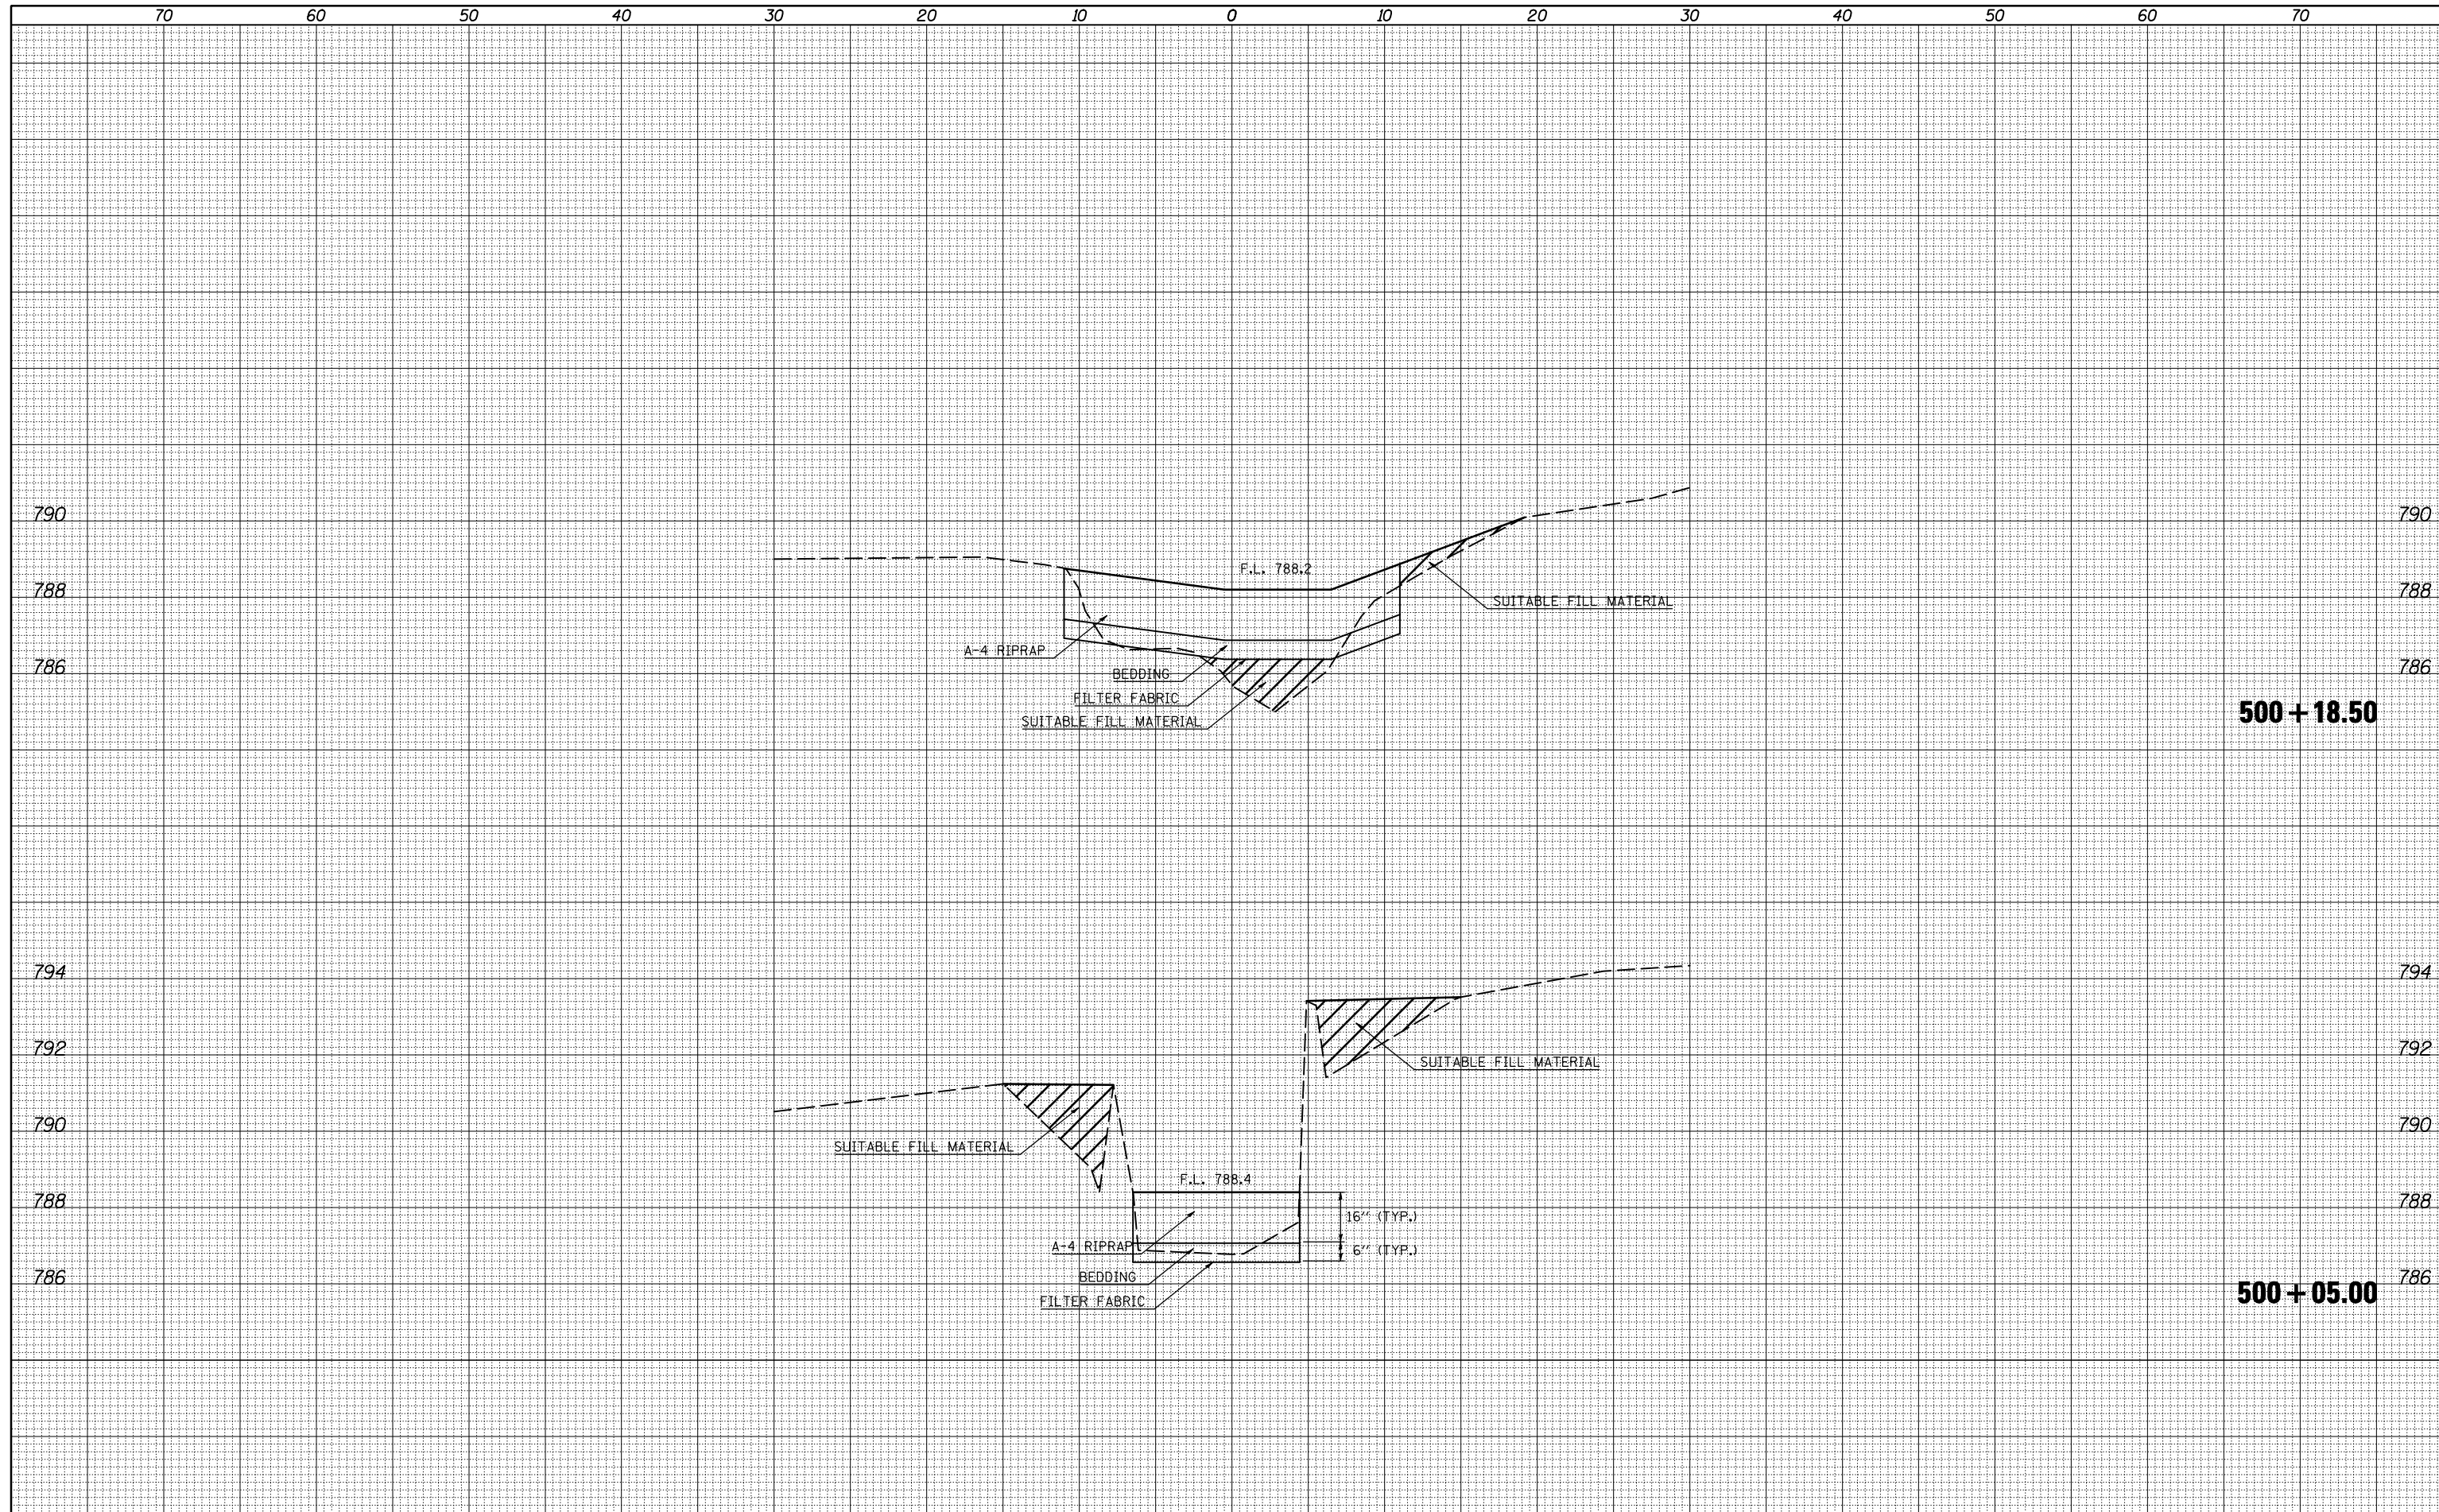 70 60 50 40 30 20 10 0 10 20 30 40 50 60 70
790 790
F.L. 788.2
788 SUITABLE FILL MATERIAL 788
A-4 RIPRAP
786 BEDDING 786
FILTER FABRIC
SUITABLE FILL MATERIAL
500+18.50
794 794
792 SUITABLE FILL MATERIAL 792
790 790
SUITABLE FILL MATERIAL
F.L. 788.4
788 788
16" (TYP.)
A-4 RIPRAP 6" (TYP.)
786 BEDDING 786
FILTER FABRIC
500+05.00